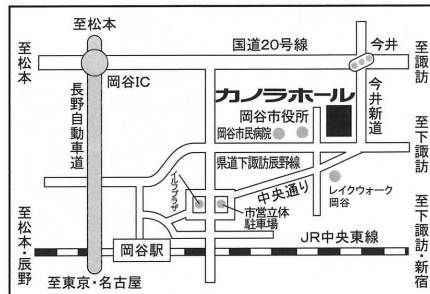 至松本
国道20号線
今井
至松本
至諏訪
岡谷IC
カノラホール
長野自動車道
岡谷市役所
岡谷市民病院
今井新道
至下諏訪
県道下諏訪辰野線
イルフプラザ
中央通り
レイクウォーク
岡谷
市営立体
駐車場
至松本・辰野
岡谷駅
JR中央東線
至下諏訪・新宿
至東京・名古屋